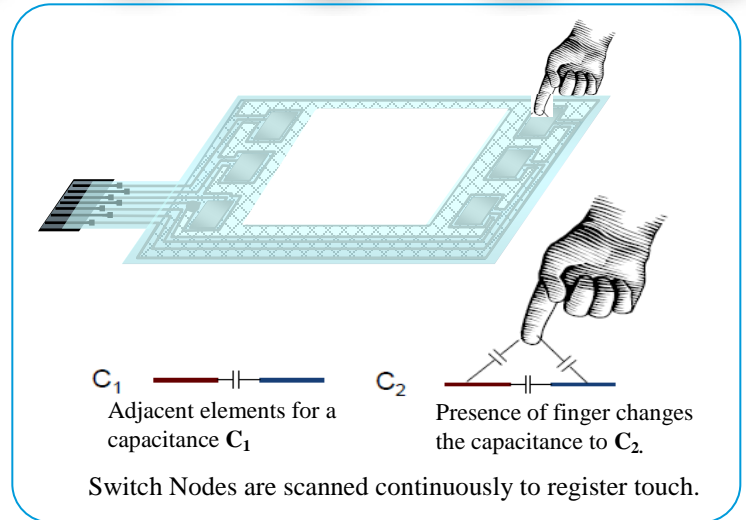 C₁
Adjacent elements for a
capacitance C₁
C₂
Presence of finger changes
the capacitance to C₂.
Switch Nodes are scanned continuously to register touch.